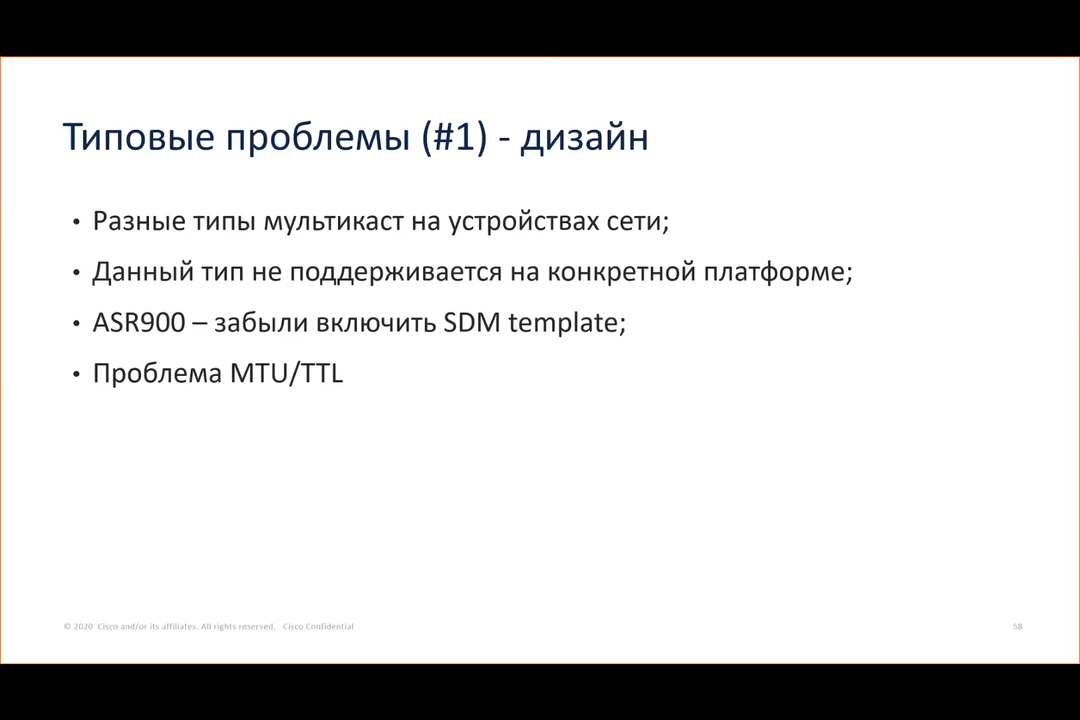 Типовые проблемы (#1) - дизайн
• Разные типы мультикаст на устройствах сети;
• Данный тип не поддерживается на конкретной платформе;
• ASR900 – забыли включить SDM template;
• Проблема MTU/TTL
© 2020 Cisco and/or its affiliates. All rights reserved. Cisco Confidential
58